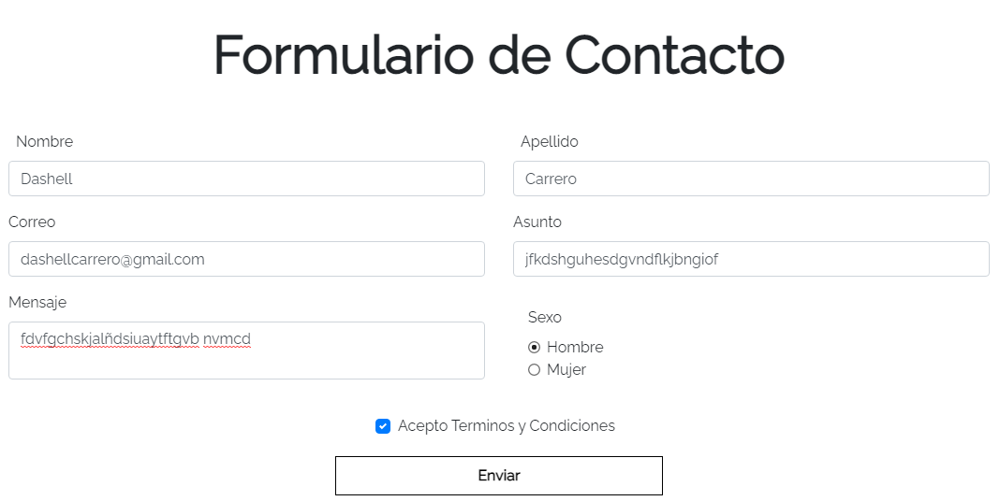 Formulario de Contacto
Nombre
Apellido
Dashell
Carrero
Correo
Asunto
dashellcarrero@gmail.com
jfkdshguhesdgvndflkjbngiof
Mensaje
fdvfgchskjalñdsiuaytftgvb nvmcd
Sexo
Hombre
Mujer
Acepto Terminos y Condiciones
Enviar